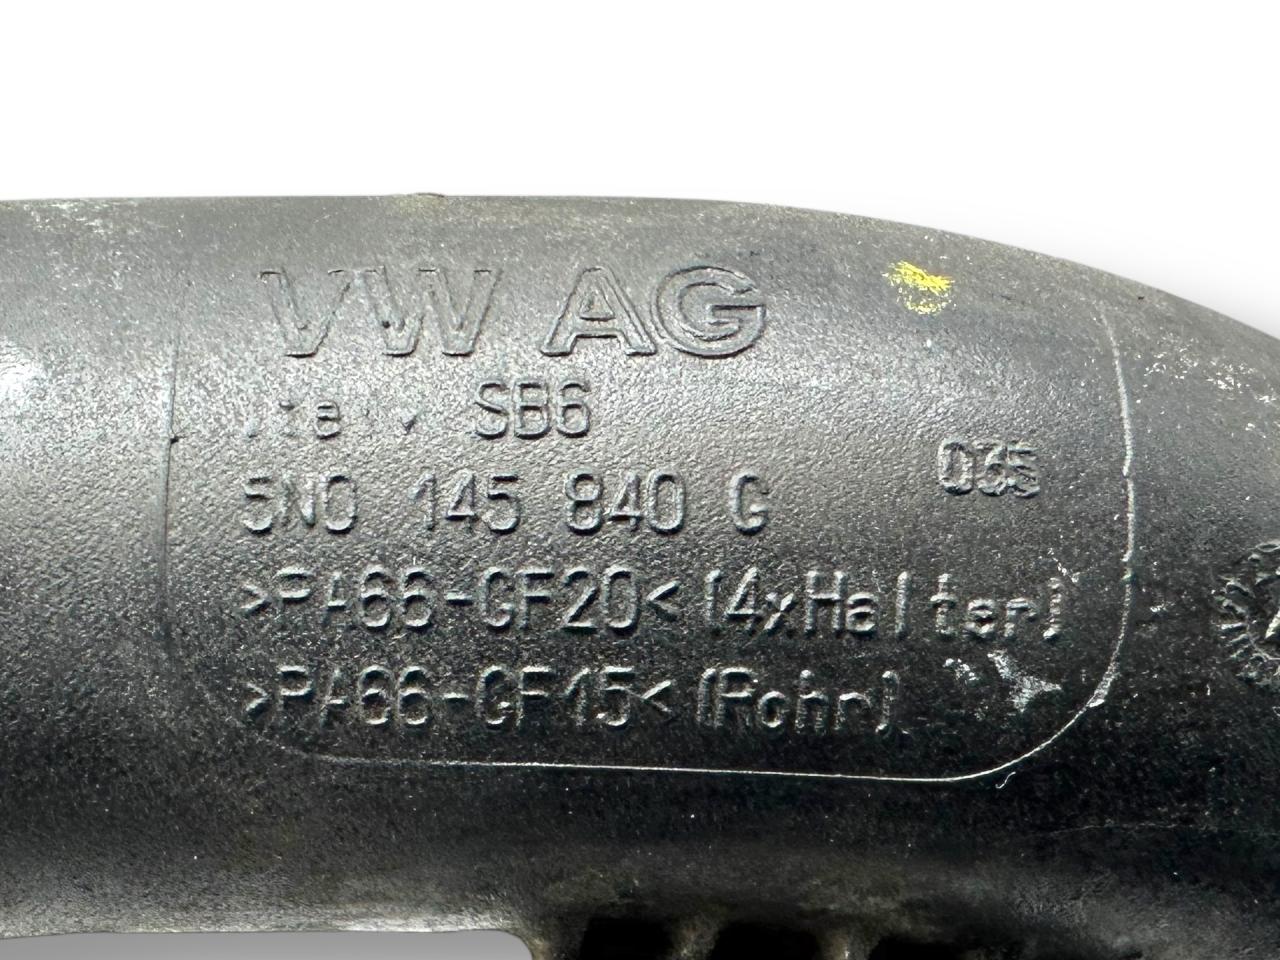 VW AG
SB6
5N0 145 840 G
035
>PA66-GF20< (4xHalter)
>PA66-GF15< (Rohr)